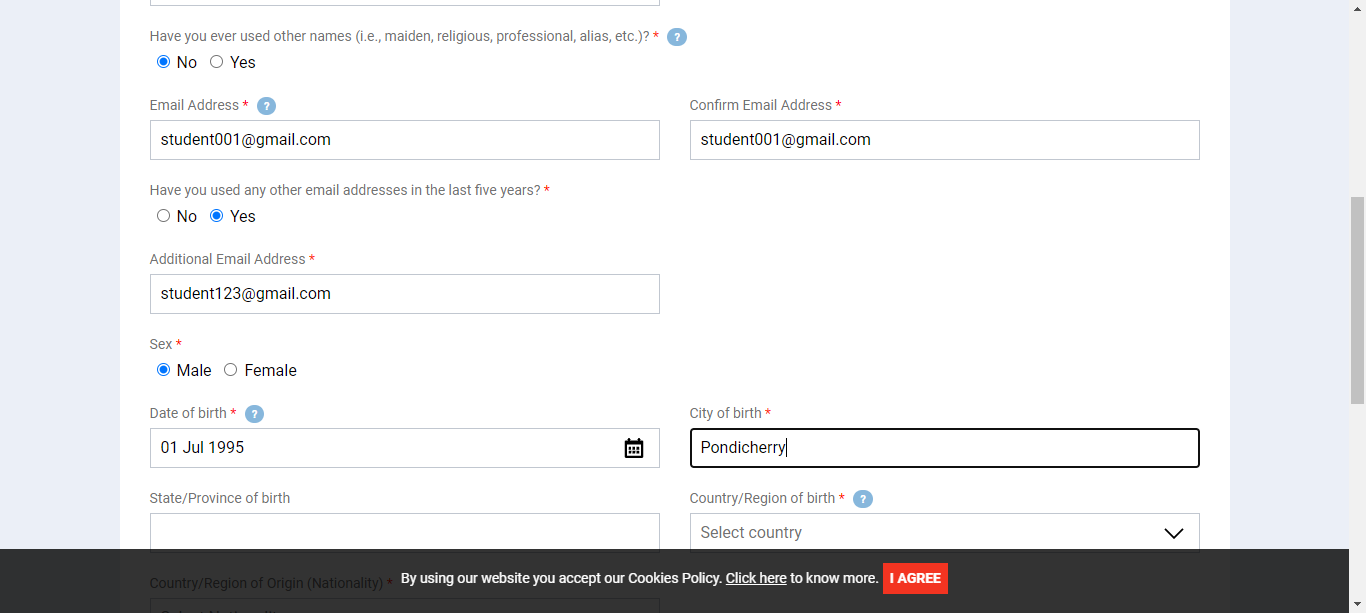 Have you ever used other names (i.e., maiden, religious, professional, alias, etc.)? * ?
No Yes
Email Address * ? Confirm Email Address *
student001@gmail.com student001@gmail.com
Have you used any other email addresses in the last five years? *
No Yes
Additional Email Address *
student123@gmail.com
Sex *
Male Female
Date of birth * ? City of birth *
01 Jul 1995 Pondicherry
State/Province of birth Country/Region of birth * ?
Select country
By using our website you accept our Cookies Policy. Click here to know more. I AGREE
Country/Region of Origin (Nationality) *